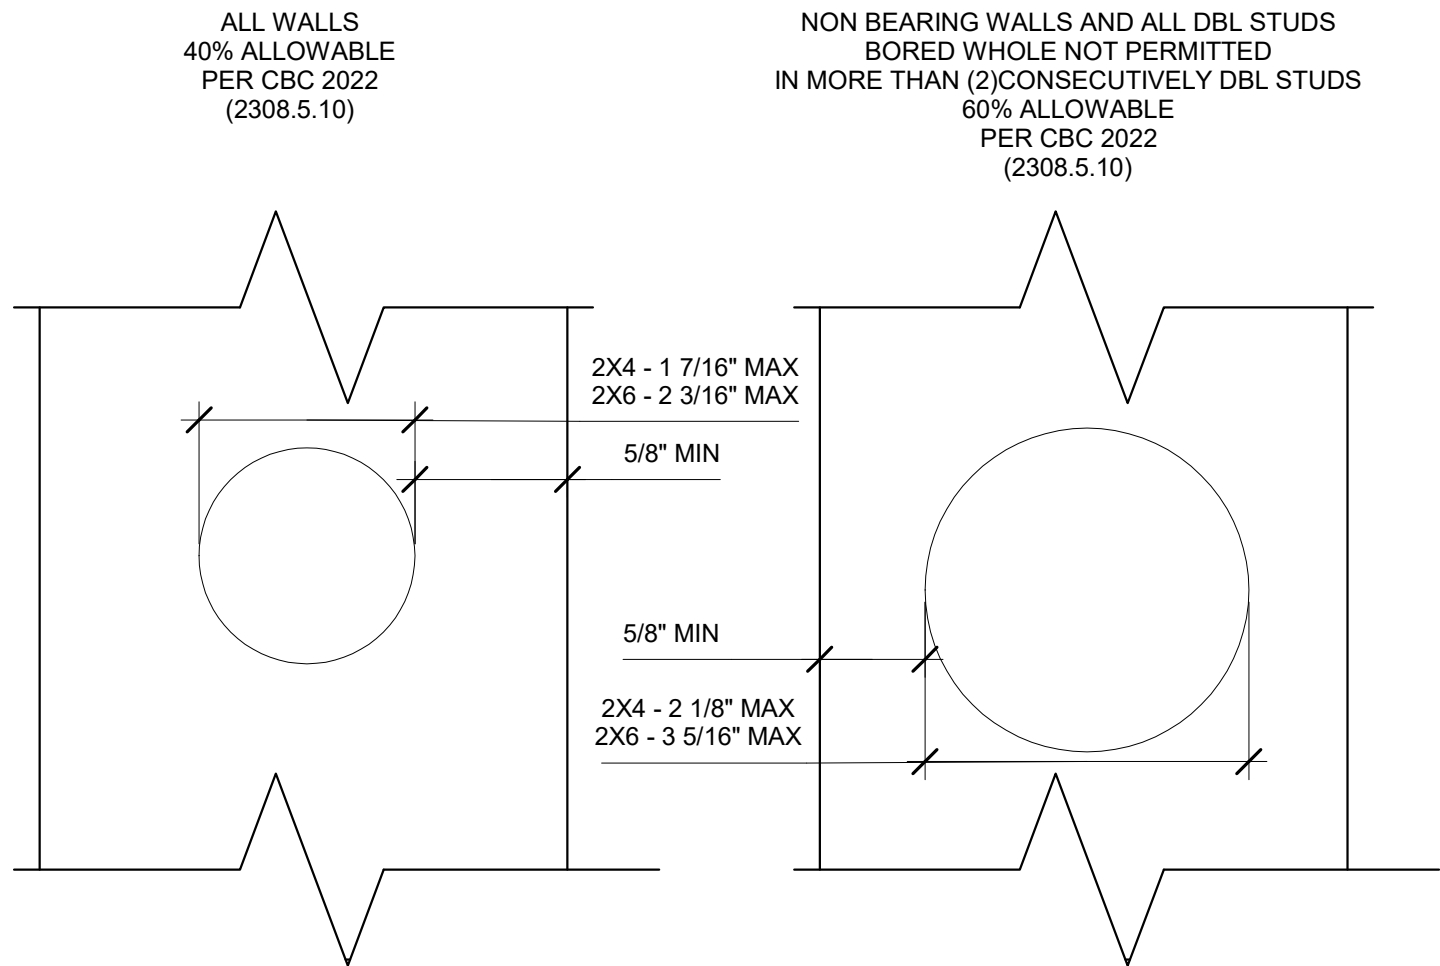 ALL WALLS
40% ALLOWABLE
PER CBC 2022
(2308.5.10)
NON BEARING WALLS AND ALL DBL STUDS
BORED WHOLE NOT PERMITTED
IN MORE THAN (2)CONSECUTIVELY DBL STUDS
60% ALLOWABLE
PER CBC 2022
(2308.5.10)
2X4 - 1 7/16" MAX
2X6 - 2 3/16" MAX
5/8" MIN
5/8" MIN
2X4 - 2 1/8" MAX
2X6 - 3 5/16" MAX